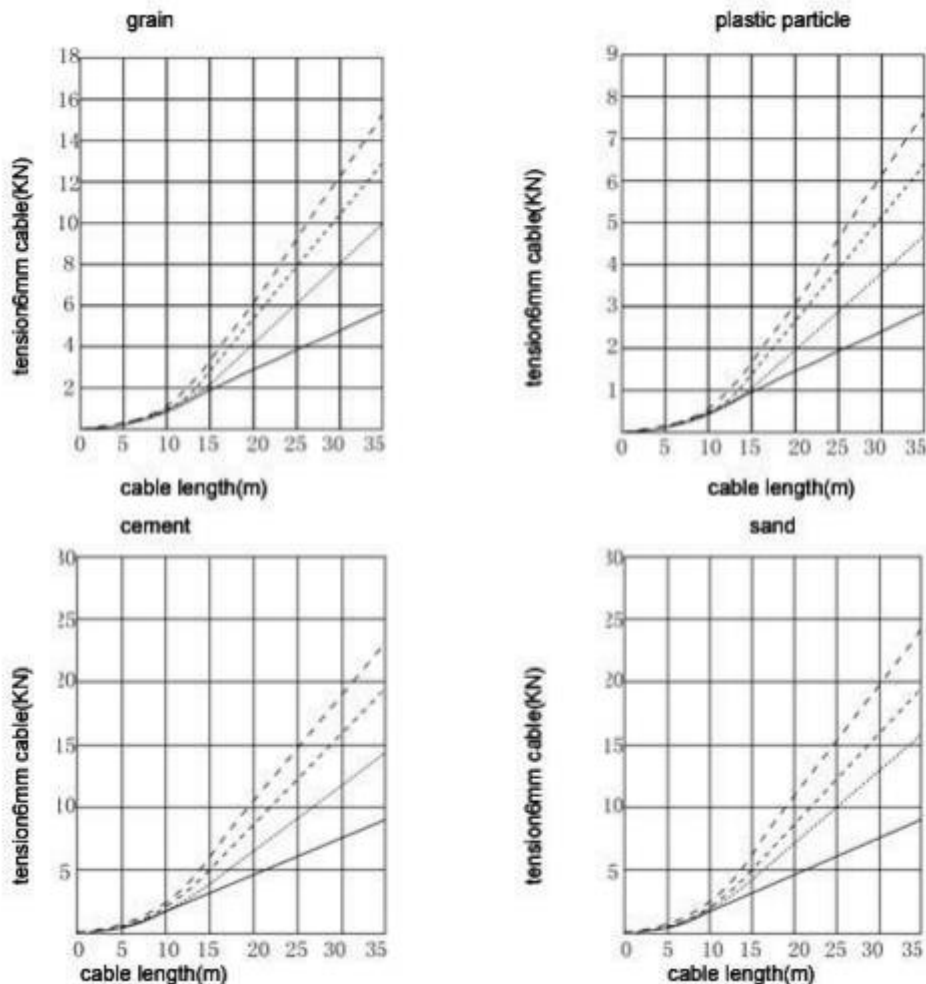 grain
18
16
14
12
10
8
6
4
2
0 5 10 15 20 25 30 35
tension6mm cable(KN)
cable length(m)
plastic particle
9
8
7
6
5
4
3
2
1
0 5 10 15 20 25 30 35
tension6mm cable(KN)
cable length(m)
cement
30
25
20
15
10
5
0 5 10 15 20 25 30 35
tension6mm cable(KN)
cable length(m)
sand
30
25
20
15
10
5
0 5 10 15 20 25 30 35
tension6mm cable(KN)
cable length(m)